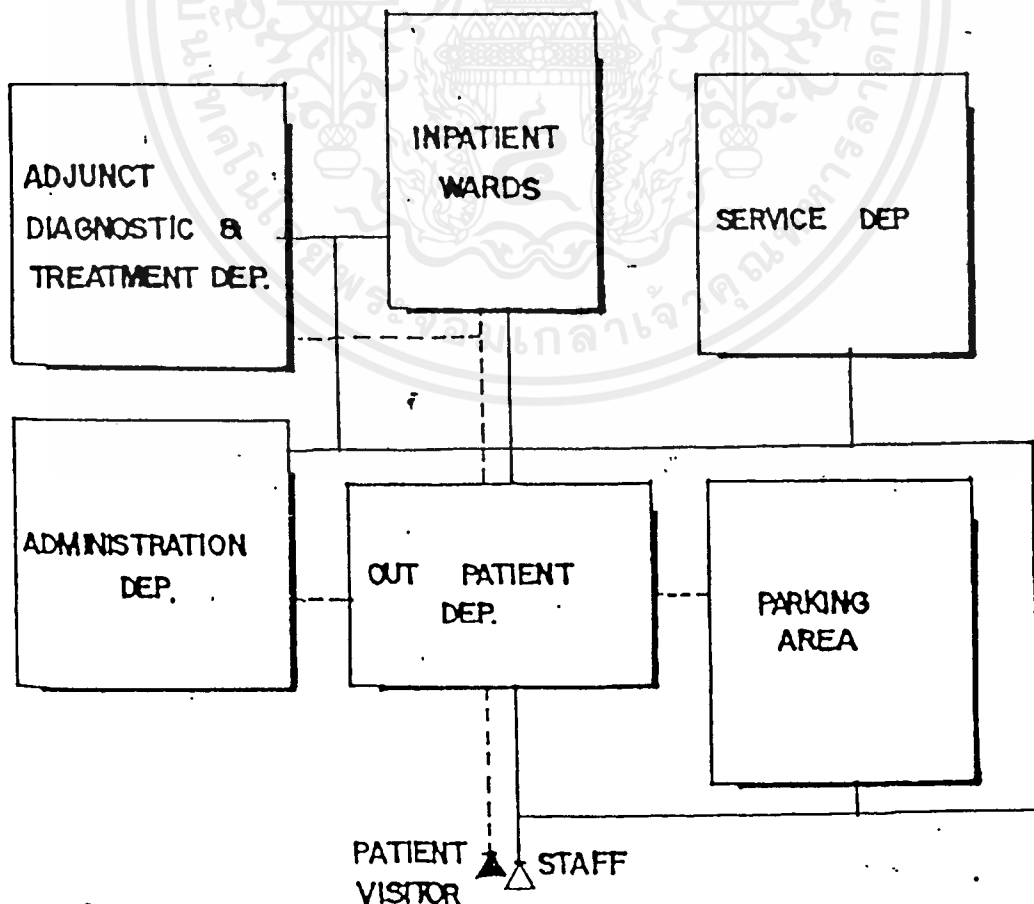 INPATIENT
WARDS
ADJUNCT
DIAGNOSTIC &
TREATMENT DEP.
SERVICE DEP
ADMINISTRATION
DEP.
OUT PATIENT
DEP.
PARKING
AREA
PATIENT
VISITOR
STAFF